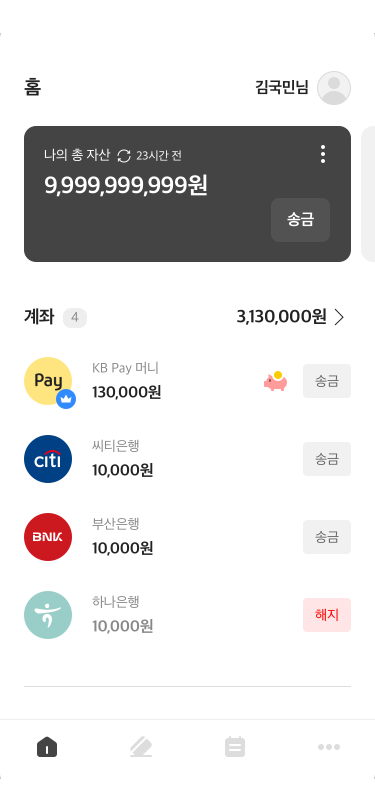 홈 김국민님
나의 총 자산 23시간 전
9,999,999,999원
송금
계좌 4 3,130,000원
Pay KB Pay 머니
130,000원 송금
citi 씨티은행
10,000원 송금
BNK 부산은행
10,000원 송금
하나은행
10,000원 해지